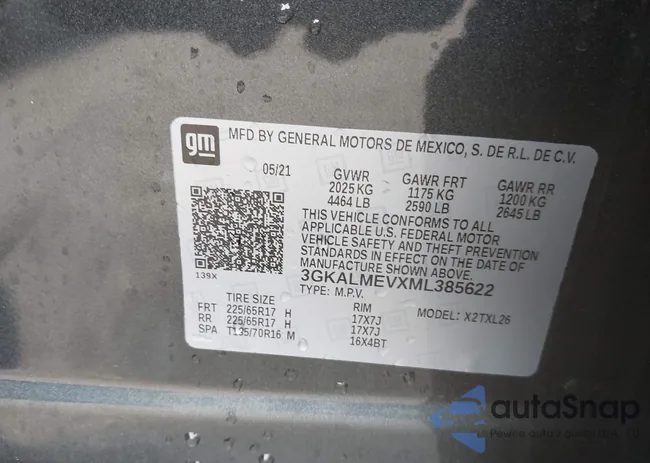 gm
MFD BY GENERAL MOTORS DE MEXICO, S. DE R.L. DE C.V.
05/21 GVWR GAWR FRT GAWR RR
2025 KG 1175 KG 1200 KG
4464 LB 2590 LB 2645 LB
THIS VEHICLE CONFORMS TO ALL
APPLICABLE U.S. FEDERAL MOTOR
VEHICLE SAFETY AND THEFT PREVENTION
STANDARDS IN EFFECT ON THE DATE OF
MANUFACTURE SHOWN ABOVE.
139X
3GKALMEVXML385622
TYPE: M.P.V.
TIRE SIZE RIM MODEL: X2TXL26
FRT 225/65R17 H 17X7J
RR 225/65R17 H 17X7J
SPA T135/70R16 M 16X4BT
autaSnap
Pewne auta z